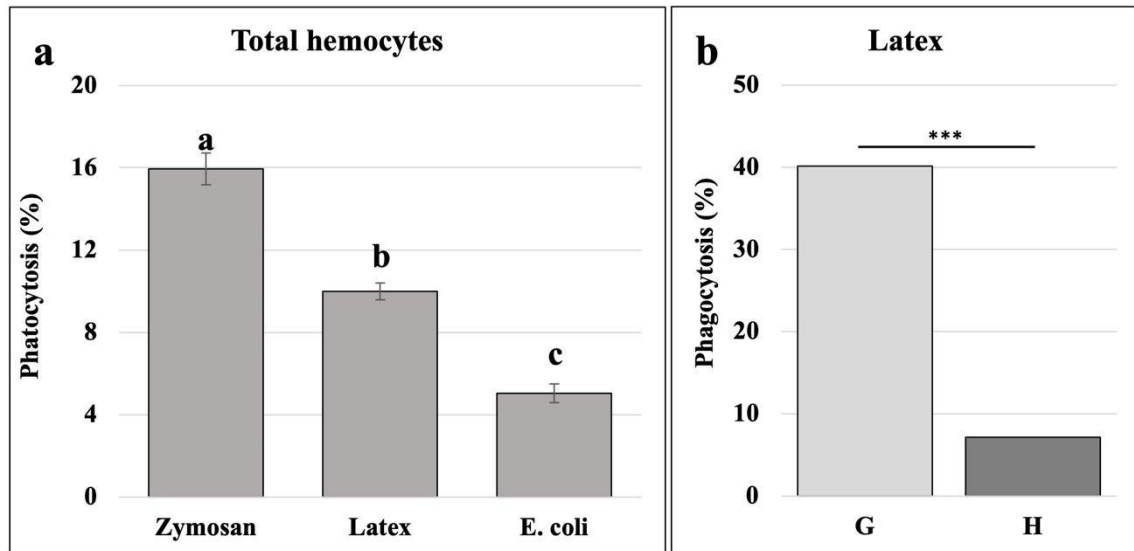 a
Total hemocytes
20
16
12
8
4
0
Phatocytosis (%)
a
b
c
Zymosan Latex E. coli
b
Latex
50
40
30
20
10
0
Phagocytosis (%)
***
G H